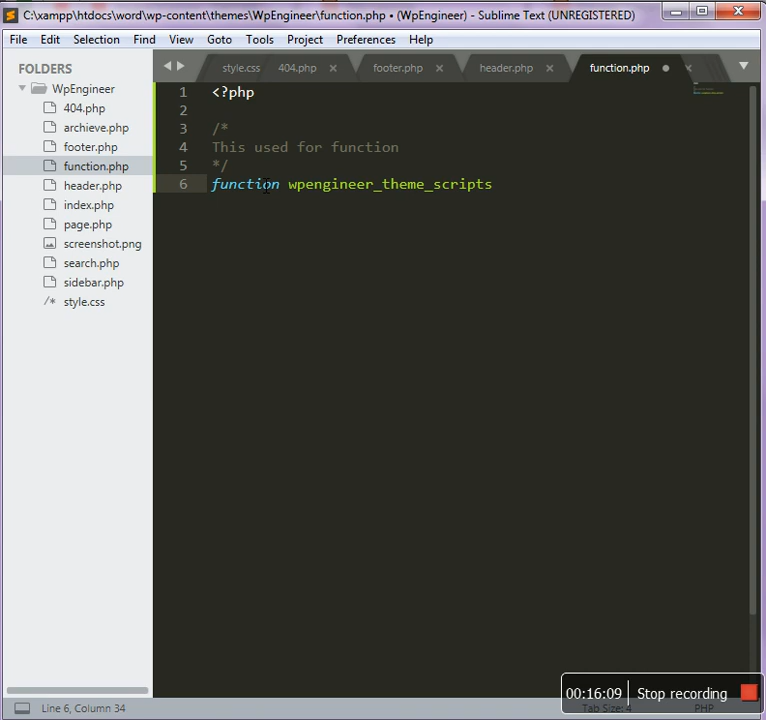 C:\xampp\htdocs\word\wp-content\themes\WpEngineer\function.php • (WpEngineer) - Sublime Text (UNREGISTERED)
File Edit Selection Find View Goto Tools Project Preferences Help
FOLDERS
WpEngineer
404.php
archieve.php
footer.php
function.php
header.php
index.php
page.php
screenshot.png
search.php
sidebar.php
/* style.css
style.css 404.php × footer.php × header.php × function.php
1 <?php
2
3 /*
4 This used for function
5 */
6 function wpengineer_theme_scripts
00:16:09 Stop recording
Line 6, Column 34 Tab Size: 4 PHP